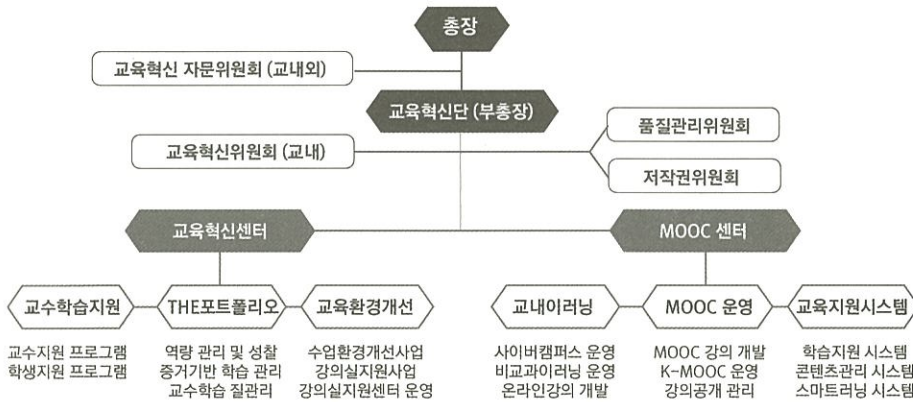 총장
교육혁신 자문위원회 (교내외)
교육혁신단 (부총장)
품질관리위원회
교육혁신위원회 (교내)
저작권위원회
교육혁신센터
MOOC 센터
교수학습지원
THE포트폴리오
교육환경개선
교내이러닝
MOOC 운영
교육지원시스템
교수지원 프로그램
학생지원 프로그램
역량 관리 및 성찰
증거기반 학습 관리
교수학습 질관리
수업환경개선사업
강의실지원사업
강의실지원센터 운영
사이버캠퍼스 운영
비교과이러닝 운영
온라인강의 개발
MOOC 강의 개발
K-MOOC 운영
강의공개 관리
학습지원 시스템
콘텐츠관리 시스템
스마트러닝 시스템